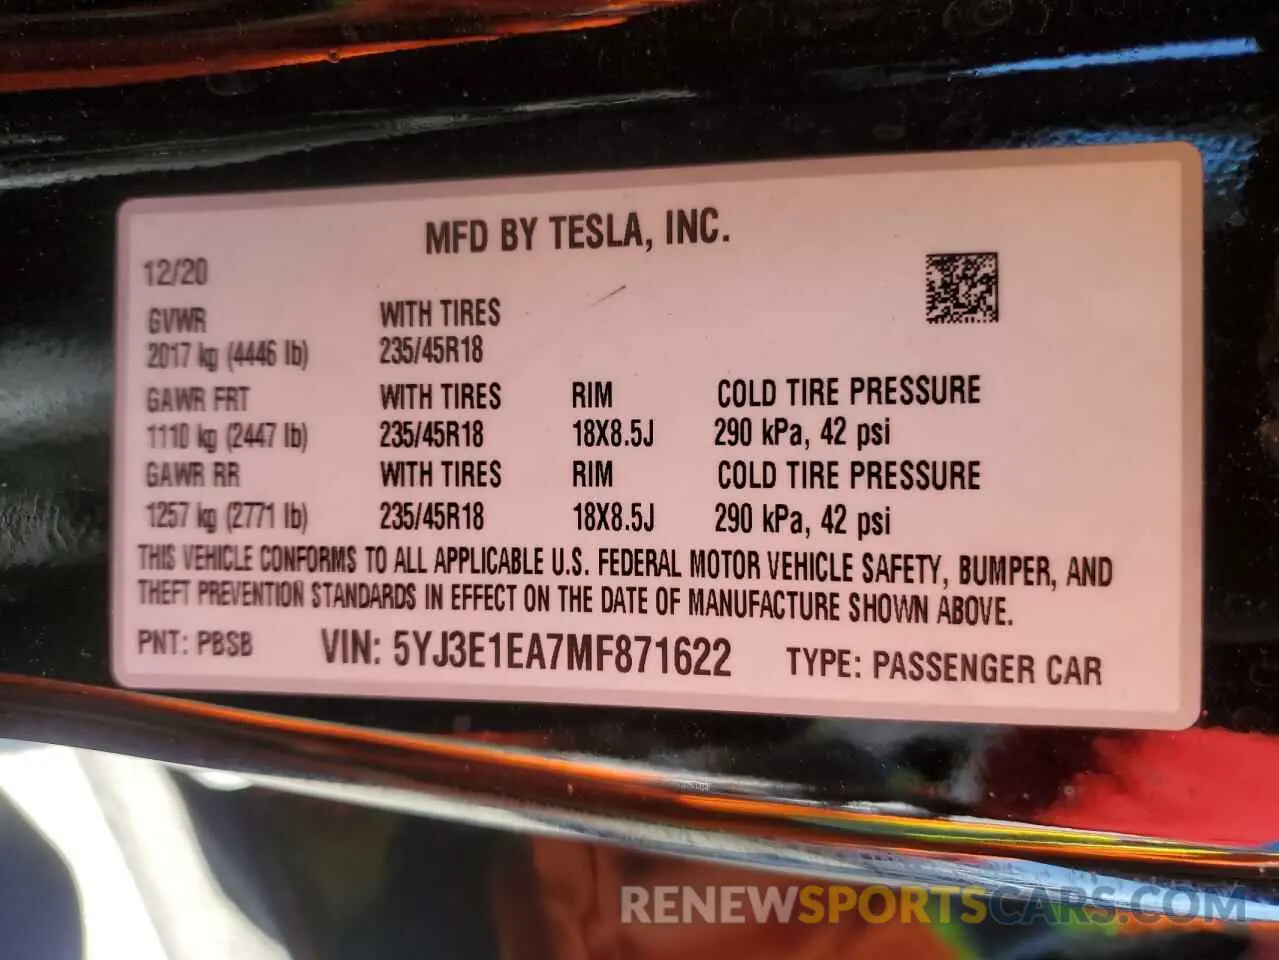 MFD BY TESLA, INC.
12/20
GVWR WITH TIRES
2017 kg (4446 lb) 235/45R18
GAWR FRT WITH TIRES RIM COLD TIRE PRESSURE
1110 kg (2447 lb) 235/45R18 18X8.5J 290 kPa, 42 psi
GAWR RR WITH TIRES RIM COLD TIRE PRESSURE
1257 kg (2771 lb) 235/45R18 18X8.5J 290 kPa, 42 psi
THIS VEHICLE CONFORMS TO ALL APPLICABLE U.S. FEDERAL MOTOR VEHICLE SAFETY, BUMPER, AND
THEFT PREVENTION STANDARDS IN EFFECT ON THE DATE OF MANUFACTURE SHOWN ABOVE.
PNT: PBSB VIN: 5YJ3E1EA7MF871622 TYPE: PASSENGER CAR
RENEWSPORTSCARS.COM